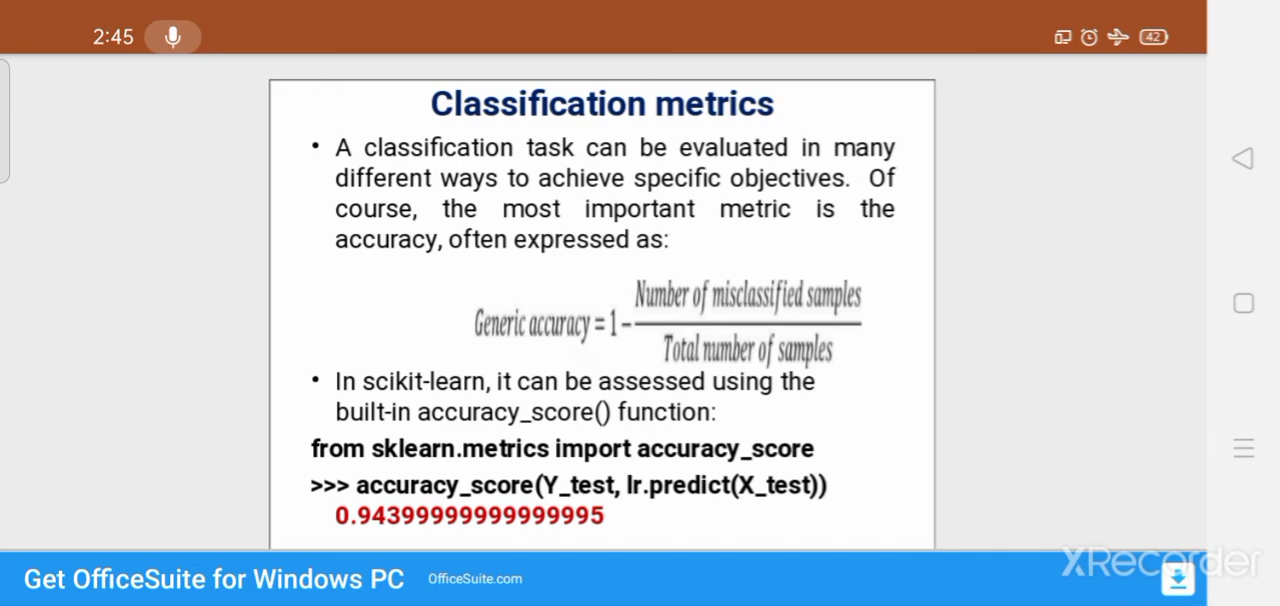 2:45
42
Classification metrics
• A classification task can be evaluated in many
different ways to achieve specific objectives. Of
course, the most important metric is the
accuracy, often expressed as:
Number of misclassified samples
Generic accuracy = 1 –
Total number of samples
• In scikit-learn, it can be assessed using the
built-in accuracy_score() function:
from sklearn.metrics import accuracy_score
>>> accuracy_score(Y_test, lr.predict(X_test))
0.94399999999999995
Get OfficeSuite for Windows PC OfficeSuite.com
XRecorder